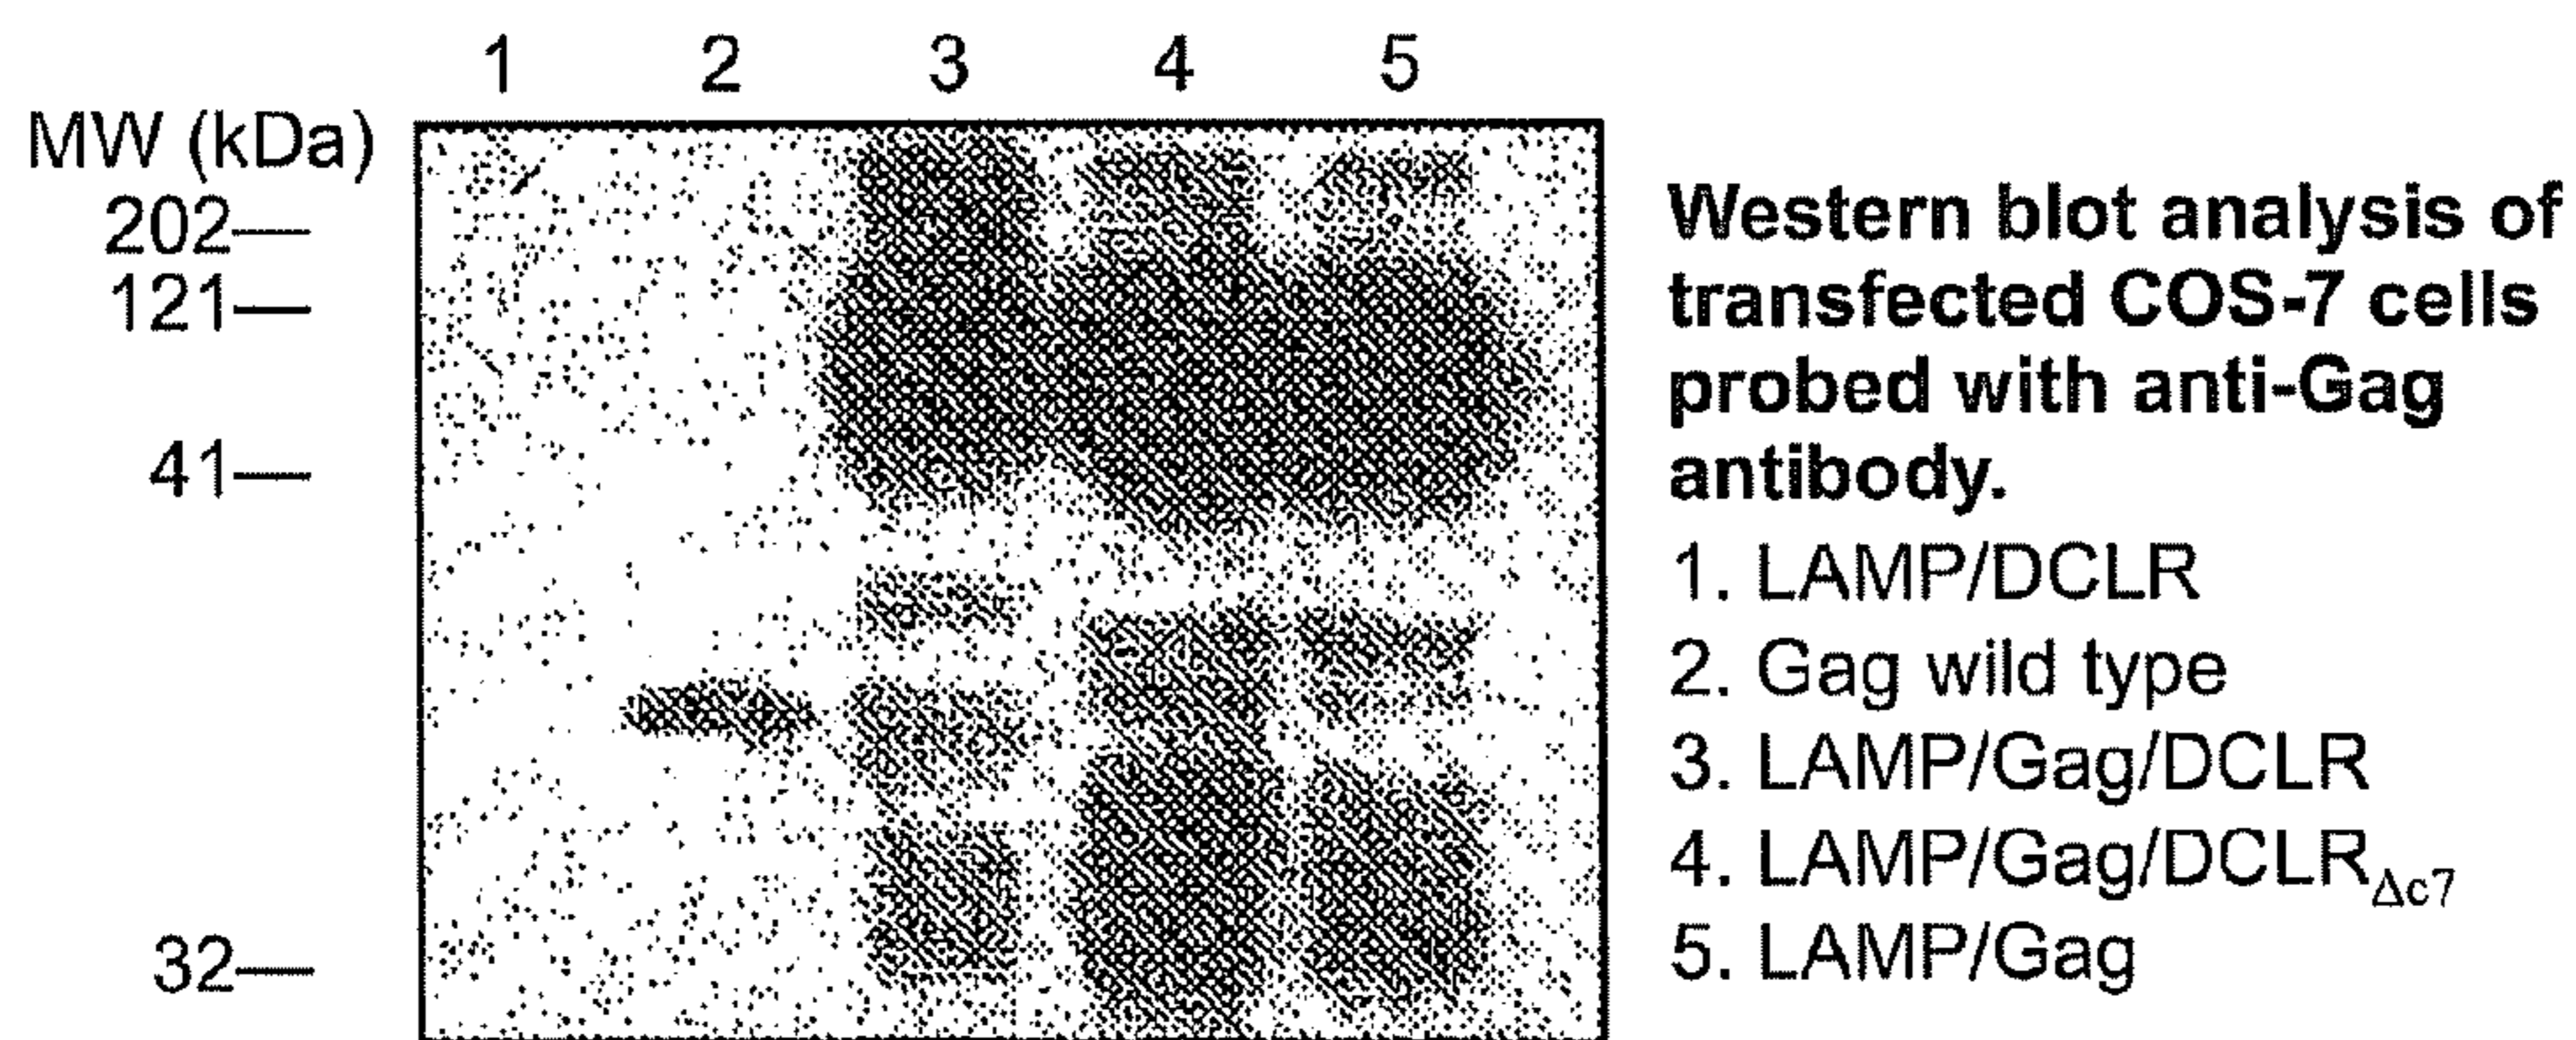 1 2 3 4 5
MW (kDa)
202—
121—
41—
32—
Western blot analysis of
transfected COS-7 cells
probed with anti-Gag
antibody.
1. LAMP/DCLR
2. Gag wild type
3. LAMP/Gag/DCLR
4. LAMP/Gag/DCLRΔc7
5. LAMP/Gag